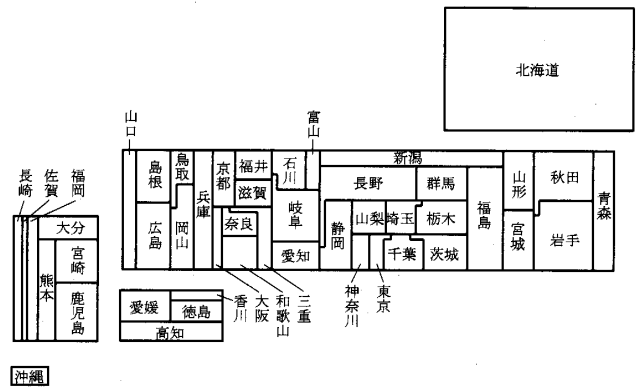 北海道
山口
富山
島根
鳥取
兵庫
京都
福井
滋賀
石川
新潟
長野
群馬
福島
山形
秋田
青森
長崎
佐賀
福岡
大分
熊本
宮崎
鹿児島
広島
岡山
奈良
岐阜
愛知
静岡
山梨
埼玉
栃木
千葉
茨城
宮城
岩手
愛媛
徳島
高知
香川
大阪
和歌山
三重
神奈川
東京
沖縄